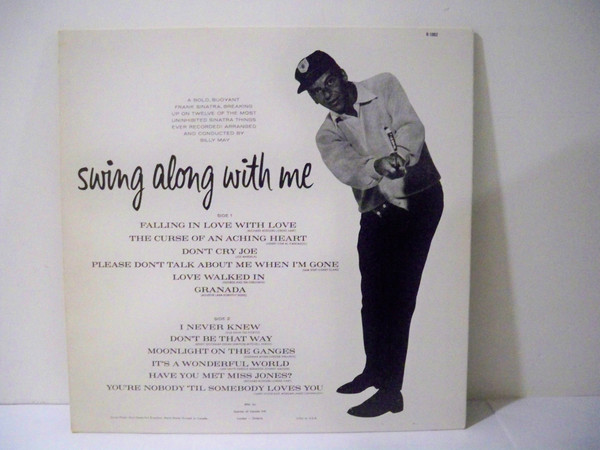 A BOLD, BUOYANT
FRANK SINATRA, BREAKING
UP ON TWELVE OF THE MOST
UNINHIBITED SINATRA THINGS
EVER RECORDED! ARRANGED
AND CONDUCTED BY
BILLY MAY
swing along with me
SIDE 1
FALLING IN LOVE WITH LOVE
THE CURSE OF AN ACHING HEART
DON'T CRY JOE
PLEASE DON'T TALK ABOUT ME WHEN I'M GONE
LOVE WALKED IN
GRANADA
SIDE 2
I NEVER KNEW
DON'T BE THAT WAY
MOONLIGHT ON THE GANGES
IT'S A WONDERFUL WORLD
HAVE YOU MET MISS JONES?
YOU'RE NOBODY 'TIL SOMEBODY LOVES YOU